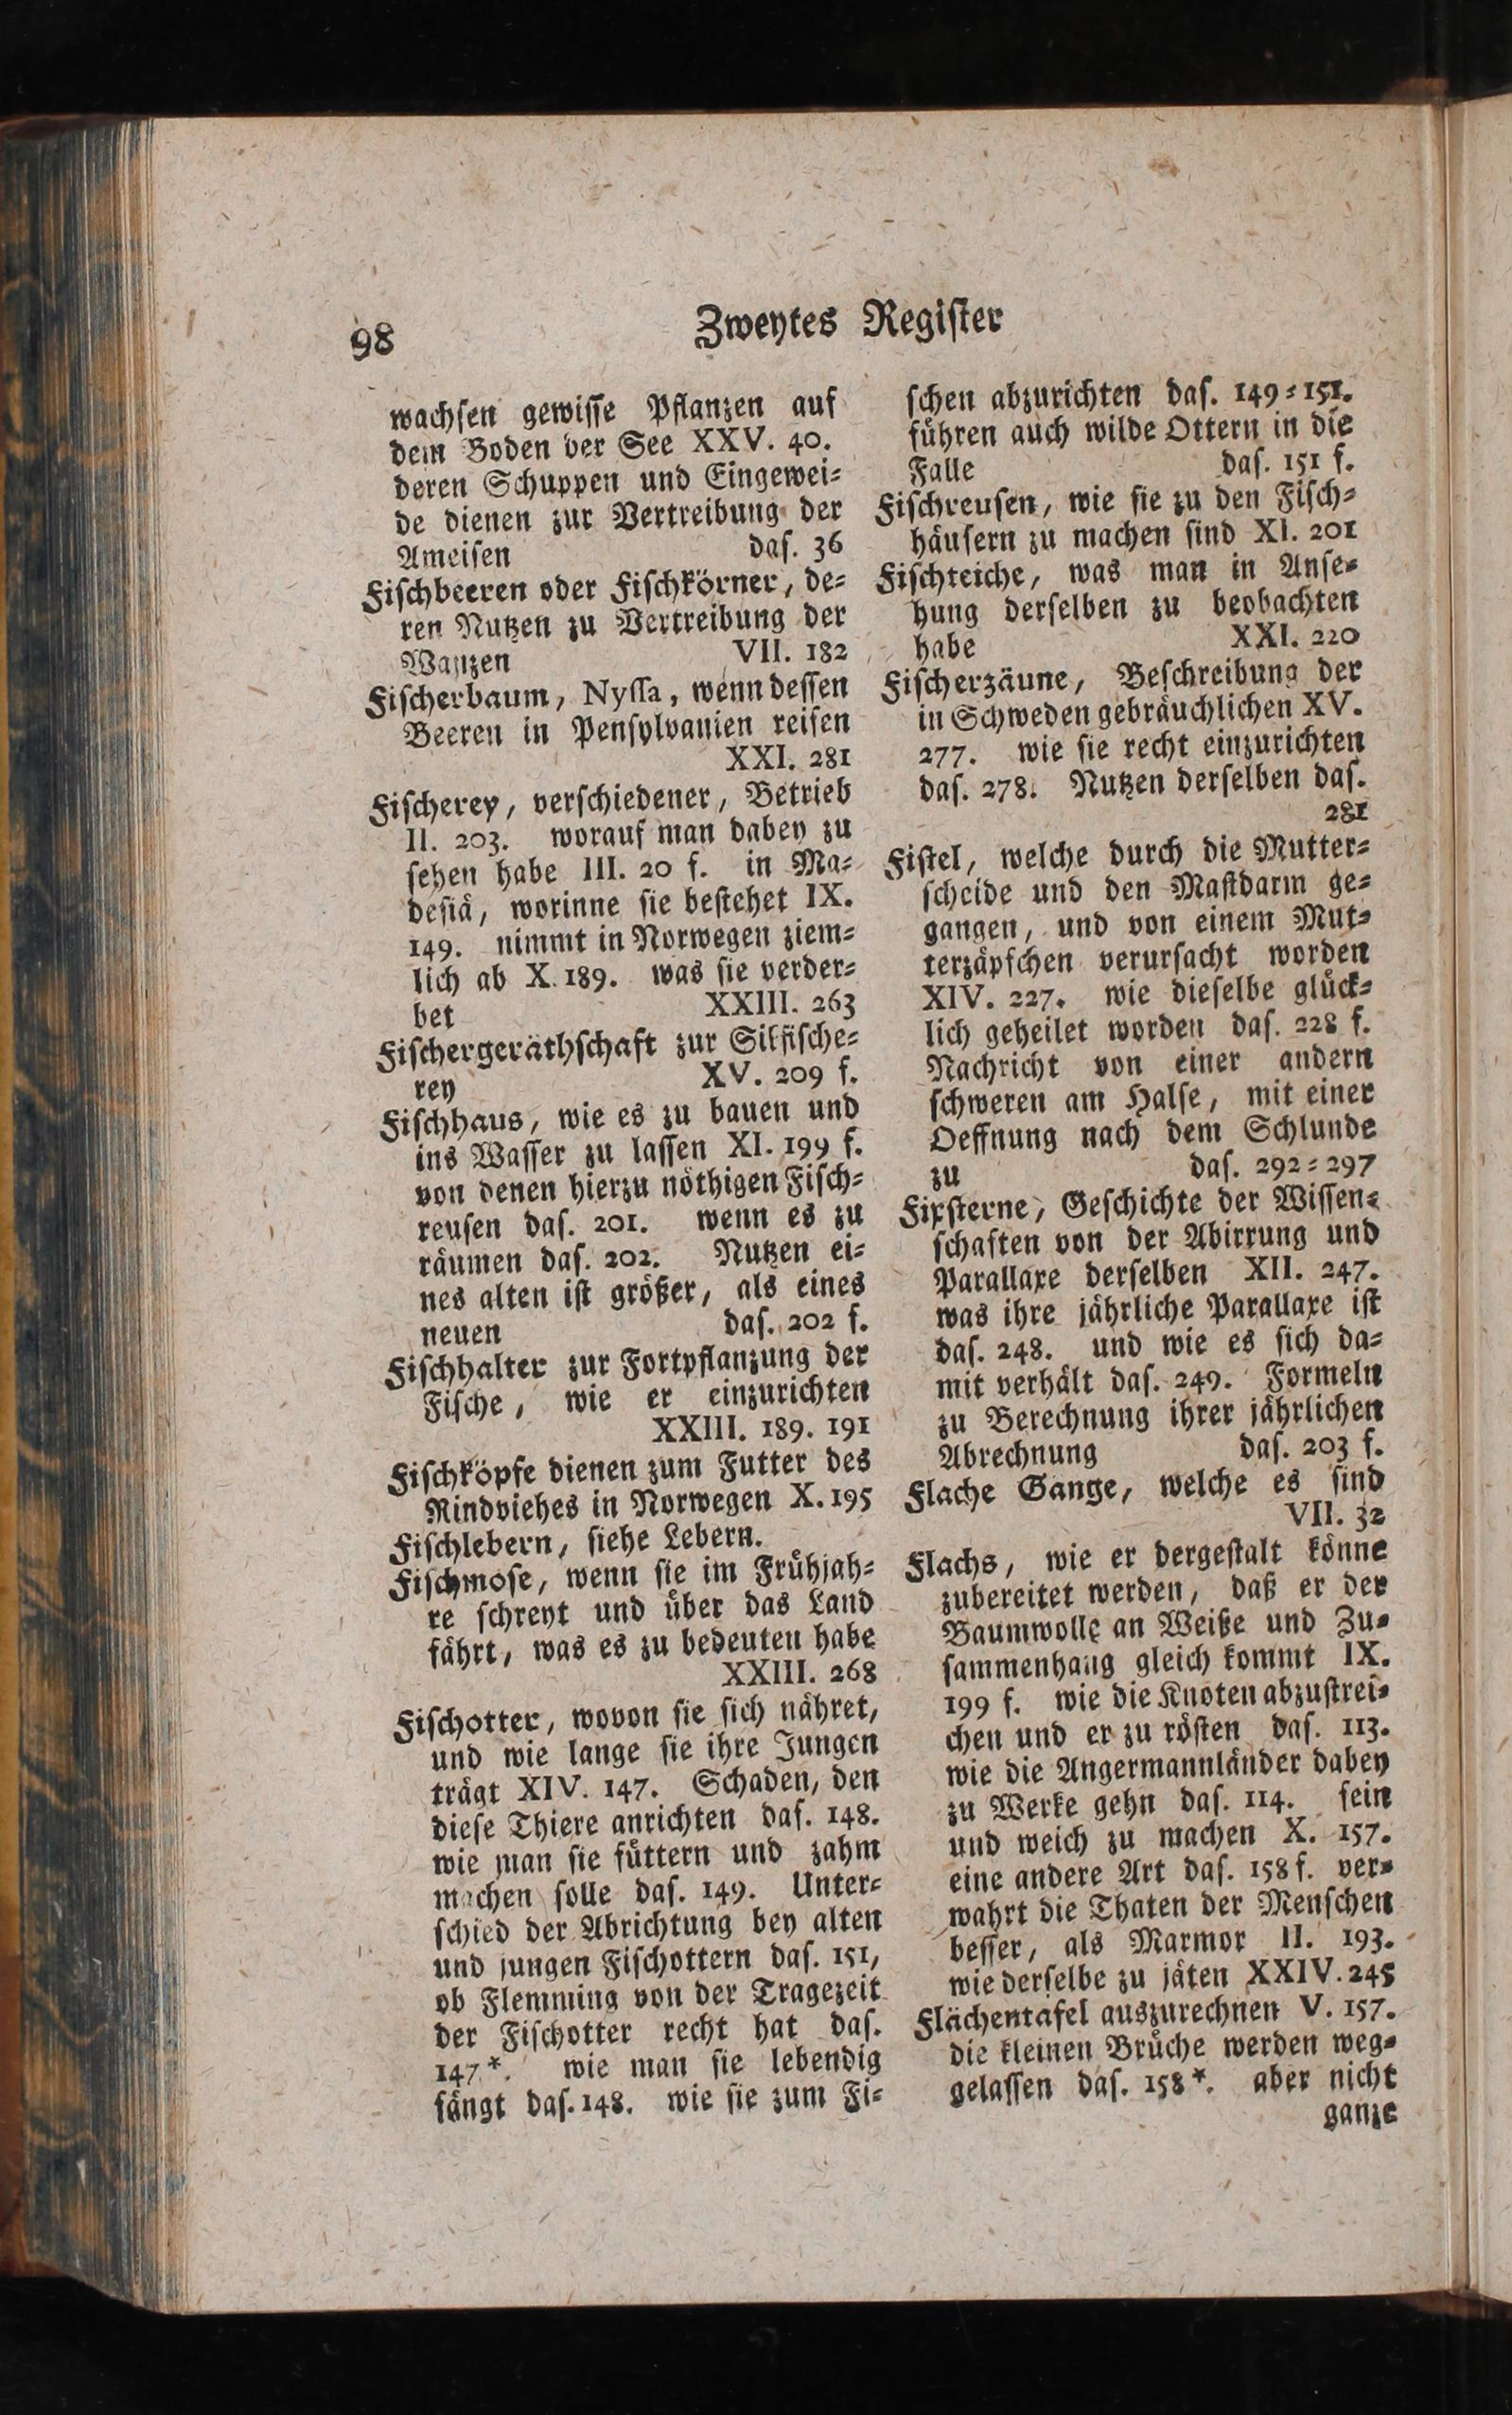 98
Zweytes Regiſter
wachſen gewiſſe Pflanzen auf
dem Boden der See XXV. 40.
deren Schuppen und Eingewei⸗
de dienen zur Vertreibung der
Ameiſen daſ. 36
Fiſchbeeren oder Fiſchkörner, de⸗
ren Nutzen zu Vertreibung der
Wanzen VII. 182
Fiſcherbaum, Nyſſa, wenn deſſen
Beeren in Penſylvanien reifen
XXI. 281
Fiſcherey, verſchiedener, Betrieb
II. 203. worauf man dabey zu
ſehen habe III. 20 f. in Ma⸗
deſiä, worinne ſie beſtehet IX.
149. nimmt in Norwegen ziem⸗
lich ab X. 189. was ſie verder⸗
bet XXIII. 263
Fiſchergeräthſchaft zur Silfiſche⸗
rey XV. 209 f.
Fiſchhaus, wie es zu bauen und
ins Waſſer zu laſſen XI. 199 f.
von denen hierzu nöthigen Fiſch⸗
reuſen daſ. 201. wenn es zu
räumen daſ. 202. Nutzen ei⸗
nes alten iſt größer, als eines
neuen daſ. 202 f.
Fiſchhalter zur Fortpflanzung der
Fiſche, wie er einzurichten
XXIII. 189. 191
Fiſchköpfe dienen zum Futter des
Rindviehes in Norwegen X. 195
Fiſchlebern, ſiehe Lebern.
Fiſchmoſe, wenn ſie im Frühjah⸗
re ſchreyt und über das Land
fährt, was es zu bedeuten habe
XXIII. 268
Fiſchotter, wovon ſie ſich nähret,
und wie lange ſie ihre Jungen
trägt XIV. 147. Schaden, den
dieſe Thiere anrichten daſ. 148.
wie man ſie füttern und zahm
machen ſolle daſ. 149. Unter⸗
ſchied der Abrichtung bey alten
und jungen Fiſchottern daſ. 151,
ob Flemming von der Tragezeit
der Fiſchotter recht hat daſ.
147*. wie man ſie lebendig
fängt daſ. 148. wie ſie zum Fi⸗
ſchen abzurichten daſ. 149⸗151.
führen auch wilde Ottern in die
Falle daſ. 151 f.
Fiſchreuſen, wie ſie zu den Fiſch⸗
häuſern zu machen ſind XI. 201
Fiſchteiche, was man in Anſe⸗
hung derſelben zu beobachten
habe XXI. 220
Fiſcherzäune, Beſchreibung der
in Schweden gebräuchlichen XV.
277. wie ſie recht einzurichten
daſ. 278. Nutzen derſelben daſ.
281
Fiſtel, welche durch die Mutter⸗
ſcheide und den Maſtdarm ge⸗
gangen, und von einem Mut⸗
terzäpfchen verurſacht worden
XIV. 227. wie dieſelbe glück⸗
lich geheilet worden daſ. 228 f.
Nachricht von einer andern
ſchweren am Halſe, mit einer
Oeffnung nach dem Schlunde
zu daſ. 292⸗297
Fixſterne, Geſchichte der Wiſſen⸗
ſchaften von der Abirrung und
Parallaxe derſelben XII. 247.
was ihre jährliche Parallaxe iſt
daſ. 248. und wie es ſich da⸗
mit verhält daſ. 249. Formeln
zu Berechnung ihrer jährlichen
Abrechnung daſ. 203 f.
Flache Gange, welche es ſind
VII. 32
Flachs, wie er dergeſtalt könne
zubereitet werden, daß er der
Baumwolle an Weiße und Zu⸗
ſammenhang gleich kommt IX.
199 f. wie die Knoten abzuſtrei⸗
chen und er zu röſten daſ. 113.
wie die Angermannländer dabey
zu Werke gehn daſ. 114. fein
und weich zu machen X. 157.
eine andere Art daſ. 158 f. ver⸗
wahrt die Thaten der Menſchen
beſſer, als Marmor II. 193.
wie derſelbe zu jäten XXIV. 245
Flächentafel auszurechnen V. 157.
die kleinen Brüche werden weg⸗
gelaſſen daſ. 158*. aber nicht
ganze